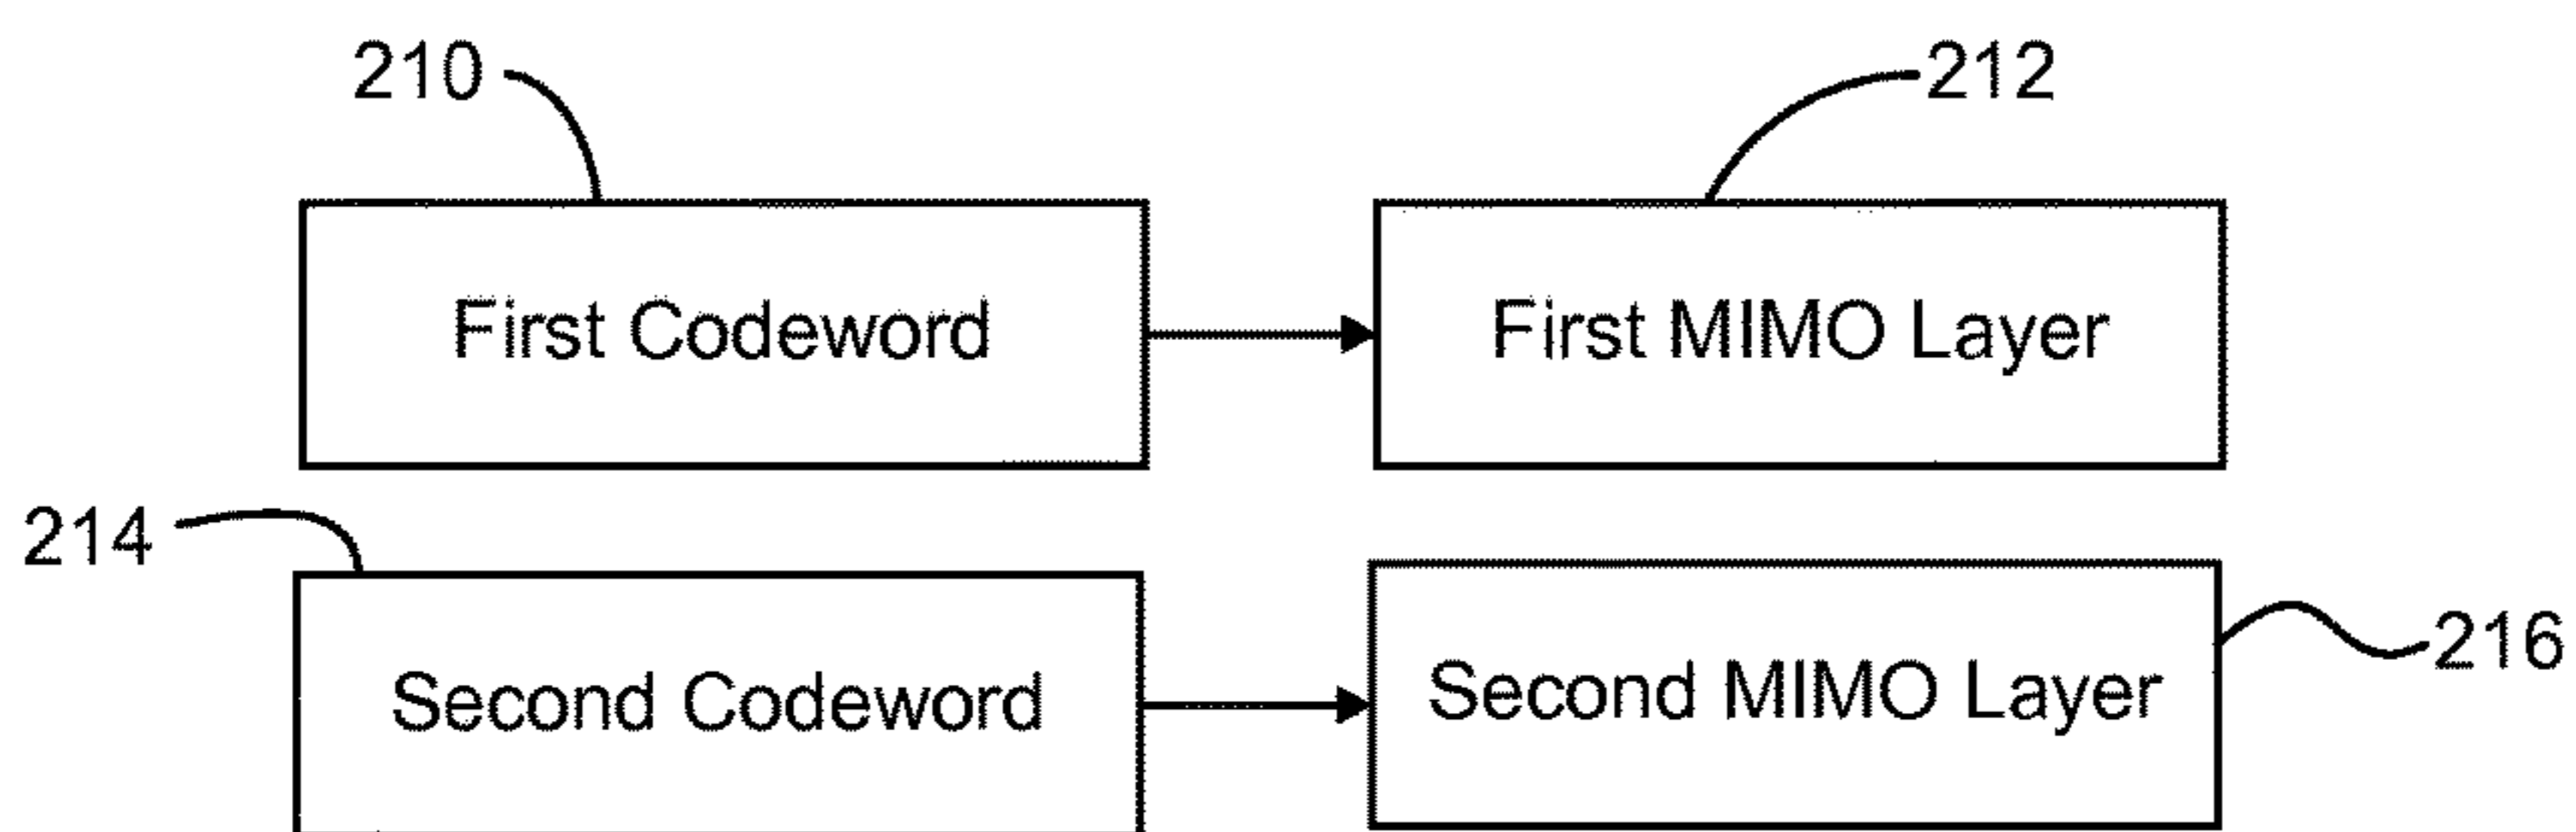 210
212
First Codeword
First MIMO Layer
214
216
Second Codeword
Second MIMO Layer